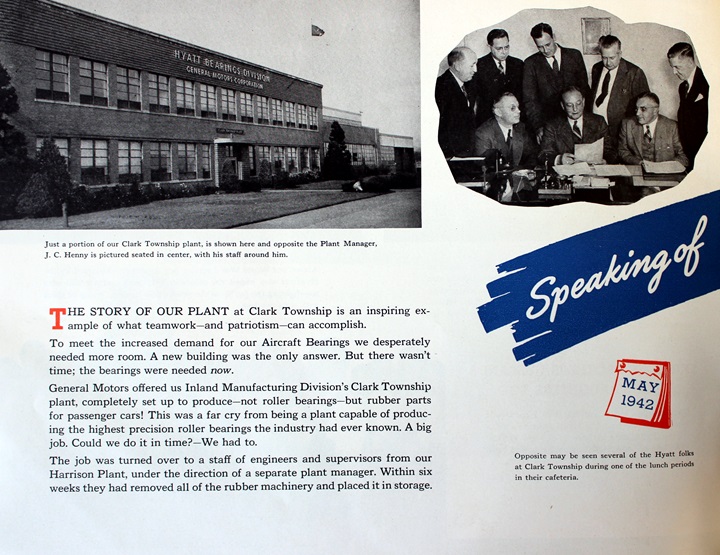 HYATT BEARINGS DIVISION
GENERAL MOTORS CORPORATION
Just a portion of our Clark Township plant, is shown here and opposite the Plant Manager,
J. C. Henny is pictured seated in center, with his staff around him.
Speaking of
MAY
1942
THE STORY OF OUR PLANT at Clark Township is an inspiring ex-
ample of what teamwork—and patriotism—can accomplish.
To meet the increased demand for our Aircraft Bearings we desperately
needed more room. A new building was the only answer. But there wasn't
time; the bearings were needed now.
General Motors offered us Inland Manufacturing Division's Clark Township
plant, completely set up to produce—not roller bearings—but rubber parts
for passenger cars! This was a far cry from being a plant capable of produc-
ing the highest precision roller bearings the industry had ever known. A big
job. Could we do it in time?—We had to.
The job was turned over to a staff of engineers and supervisors from our
Harrison Plant, under the direction of a separate plant manager. Within six
weeks they had removed all of the rubber machinery and placed it in storage.
Opposite may be seen several of the Hyatt folks
at Clark Township during one of the lunch periods
in their cafeteria.